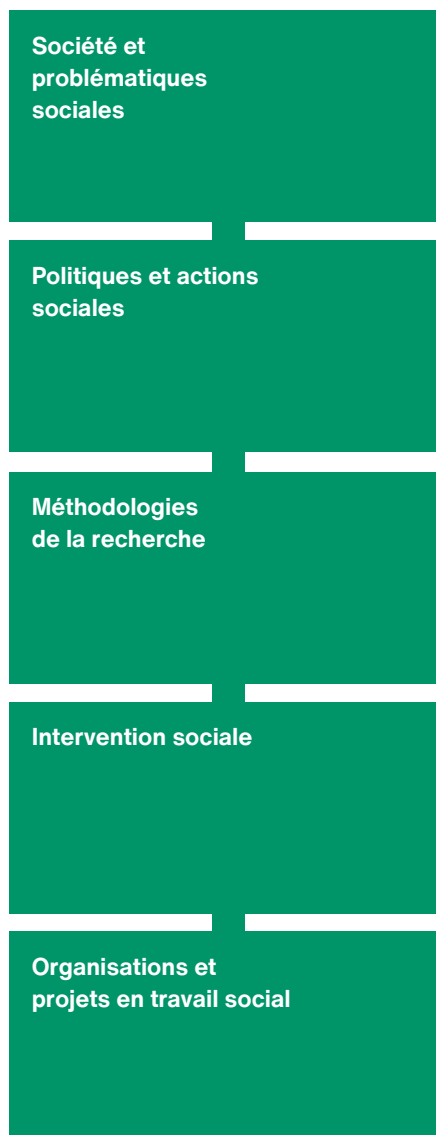 Société et
problématiques
sociales
Politiques et actions
sociales
Méthodologies
de la recherche
Intervention sociale
Organisations et
projets en travail social